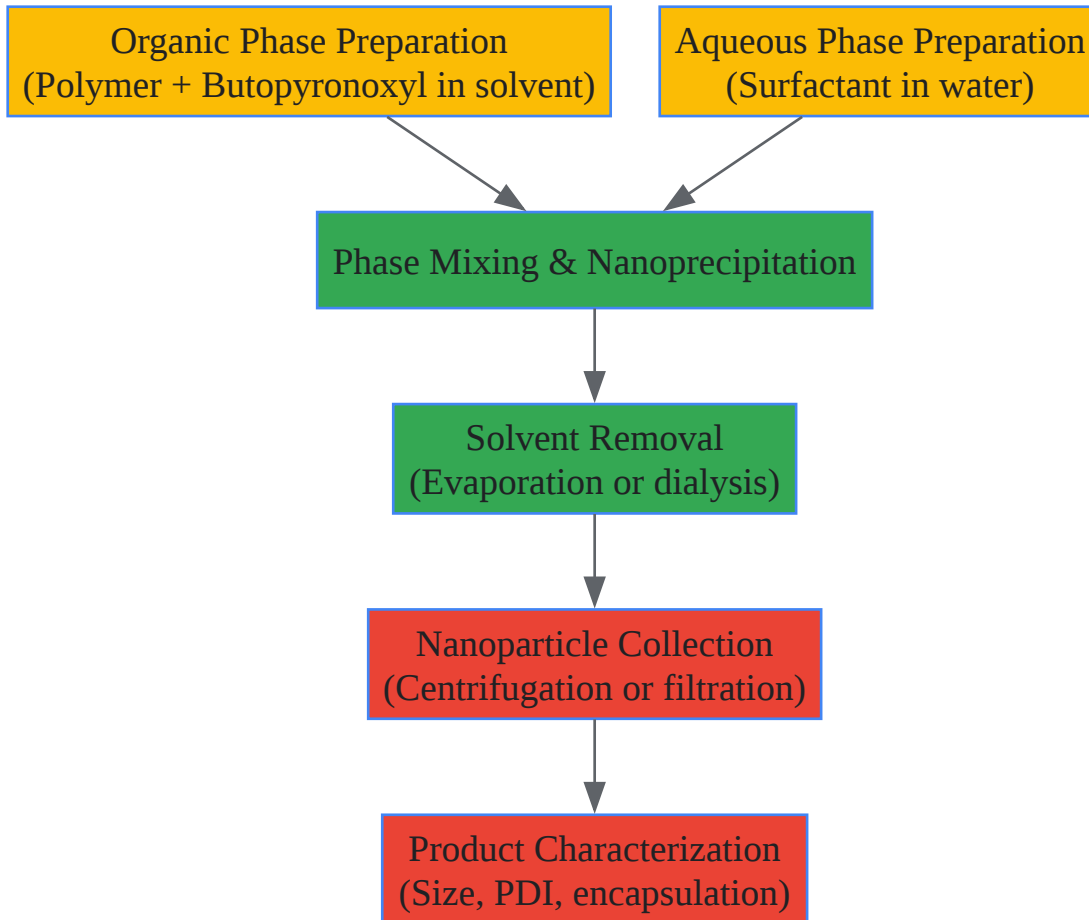 Organic Phase Preparation
(Polymer + Butopyronoxyl in solvent)
Aqueous Phase Preparation
(Surfactant in water)
Phase Mixing & Nanoprecipitation
Solvent Removal
(Evaporation or dialysis)
Nanoparticle Collection
(Centrifugation or filtration)
Product Characterization
(Size, PDI, encapsulation)